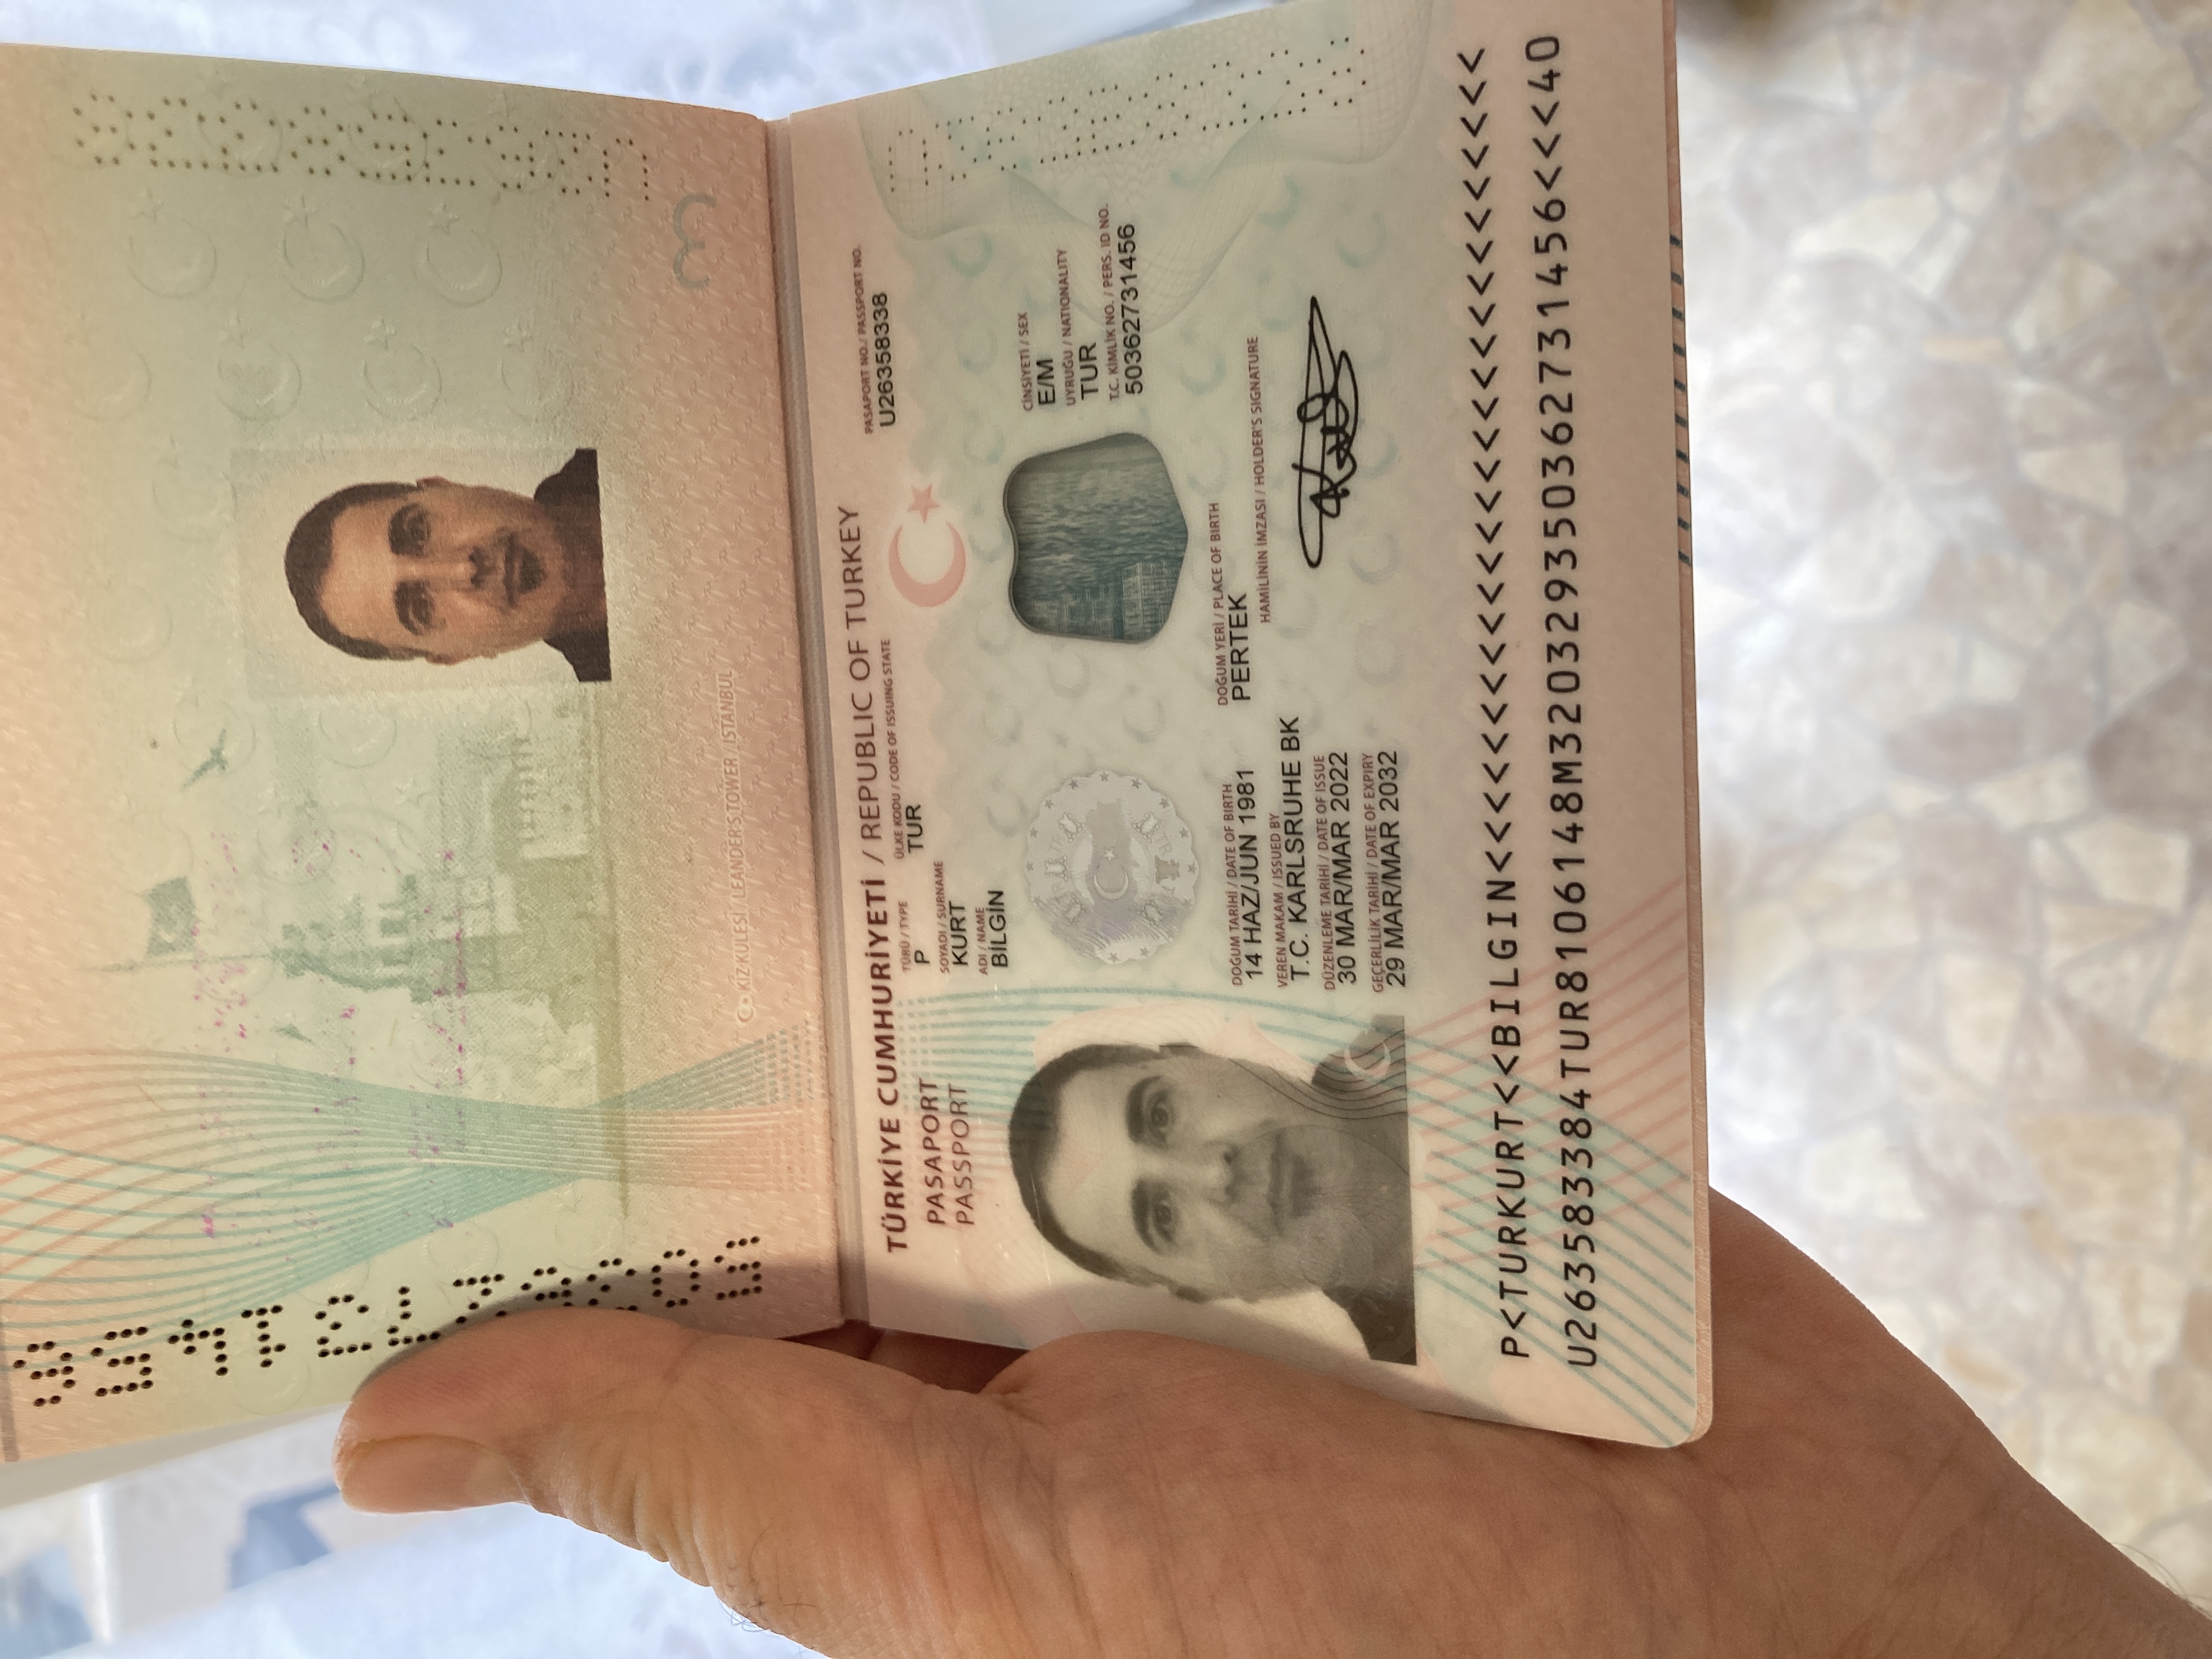 KIZ KULESİ / LEANDER'S TOWER / İSTANBUL
3
TÜRKİYE CUMHURİYETİ / REPUBLIC OF TURKEY
PASAPORT
PASSPORT
TÜRÜ / TYPE
P
ÜLKE KODU / CODE OF ISSUING STATE
TUR
PASAPORT NO./ PASSPORT NO.
U26358338
SOYADI / SURNAME
KURT
ADI / NAME
BİLGİN
CİNSİYETİ / SEX
E/M
UYRUĞU / NATIONALITY
TUR
T.C. KİMLİK NO. / PERS. ID NO.
50362731456
DOĞUM TARİHİ / DATE OF BIRTH
14 HAZ/JUN 1981
DOĞUM YERİ / PLACE OF BIRTH
PERTEK
VEREN MAKAM / ISSUED BY
T.C. KARLSRUHE BK
HAMİLİNİN İMZASI / HOLDER'S SIGNATURE
DÜZENLEME TARİHİ / DATE OF ISSUE
30 MAR/MAR 2022
GEÇERLİLİK TARİHİ / DATE OF EXPIRY
29 MAR/MAR 2032
P<TURKURT<<BILGIN<<<<<<<<<<<<<<<<<<<<<<<<<<<
U263583384TUR8106148M320329350362731456<<<40